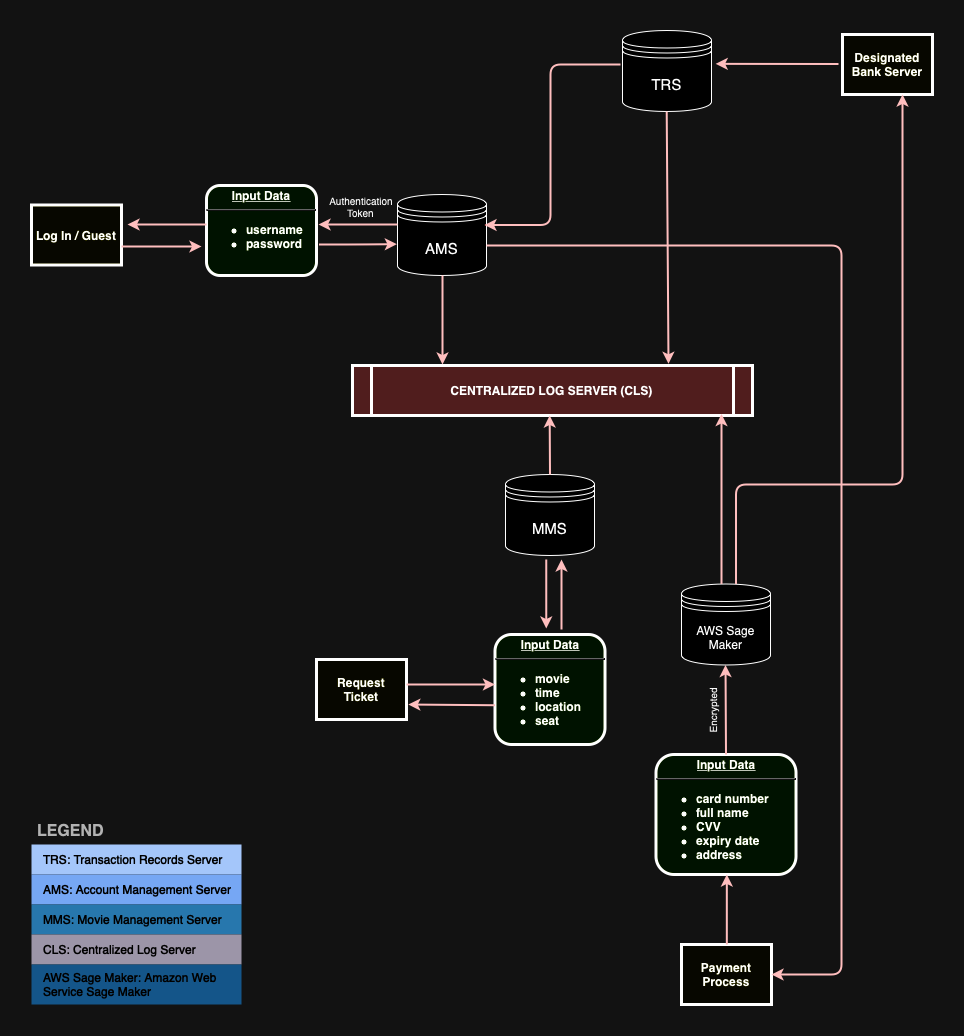 Designated
Bank Server
TRS
Input Data
username
password
Authentication
Token
Log In / Guest
AMS
CENTRALIZED LOG SERVER (CLS)
MMS
AWS Sage
Maker
Input Data
movie
time
location
seat
Request
Ticket
Encrypted
Input Data
card number
full name
CVV
expiry date
address
LEGEND
TRS: Transaction Records Server
AMS: Account Management Server
MMS: Movie Management Server
CLS: Centralized Log Server
AWS Sage Maker: Amazon Web
Service Sage Maker
Payment
Process